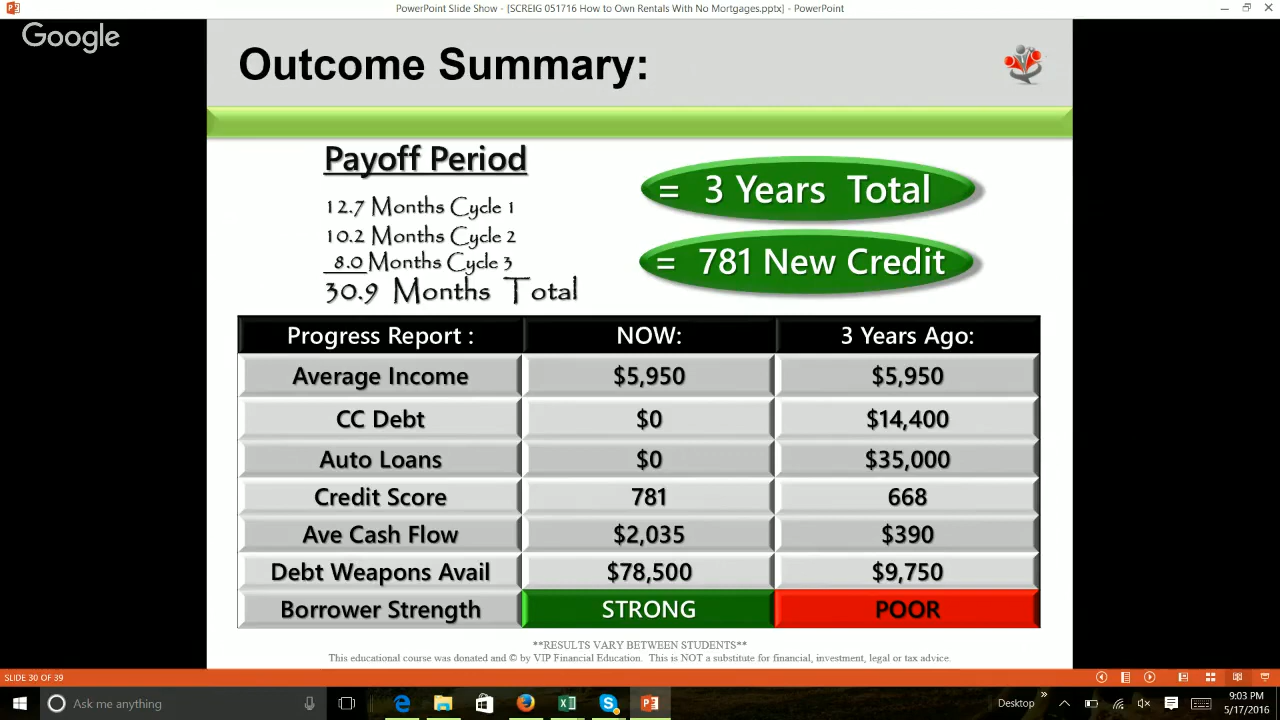 PowerPoint Slide Show - [SCREIG 051716 How to Own Rentals With No Mortgages.pptx] - PowerPoint
Google
Outcome Summary:
Payoff Period
12.7 Months Cycle 1
10.2 Months Cycle 2
8.0 Months Cycle 3
30.9 Months Total
= 3 Years Total
= 781 New Credit
Progress Report : NOW: 3 Years Ago:
Average Income $5,950 $5,950
CC Debt $0 $14,400
Auto Loans $0 $35,000
Credit Score 781 668
Ave Cash Flow $2,035 $390
Debt Weapons Avail $78,500 $9,750
Borrower Strength STRONG POOR
**RESULTS VARY BETWEEN STUDENTS**
This educational course was donated and © by VIP Financial Education. This is NOT a substitute for financial, investment, legal or tax advice.
SLIDE 30 OF 39
Ask me anything
Desktop
9:03 PM
5/17/2016